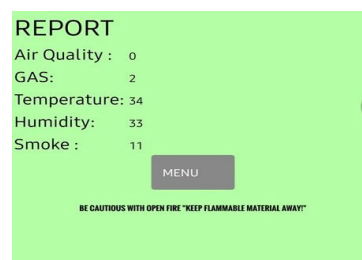 REPORT
Air Quality : 0
GAS: 2
Temperature: 34
Humidity: 33
Smoke : 11
MENU
BE CAUTIOUS WITH OPEN FIRE "KEEP FLAMMABLE MATERIAL AWAY!"